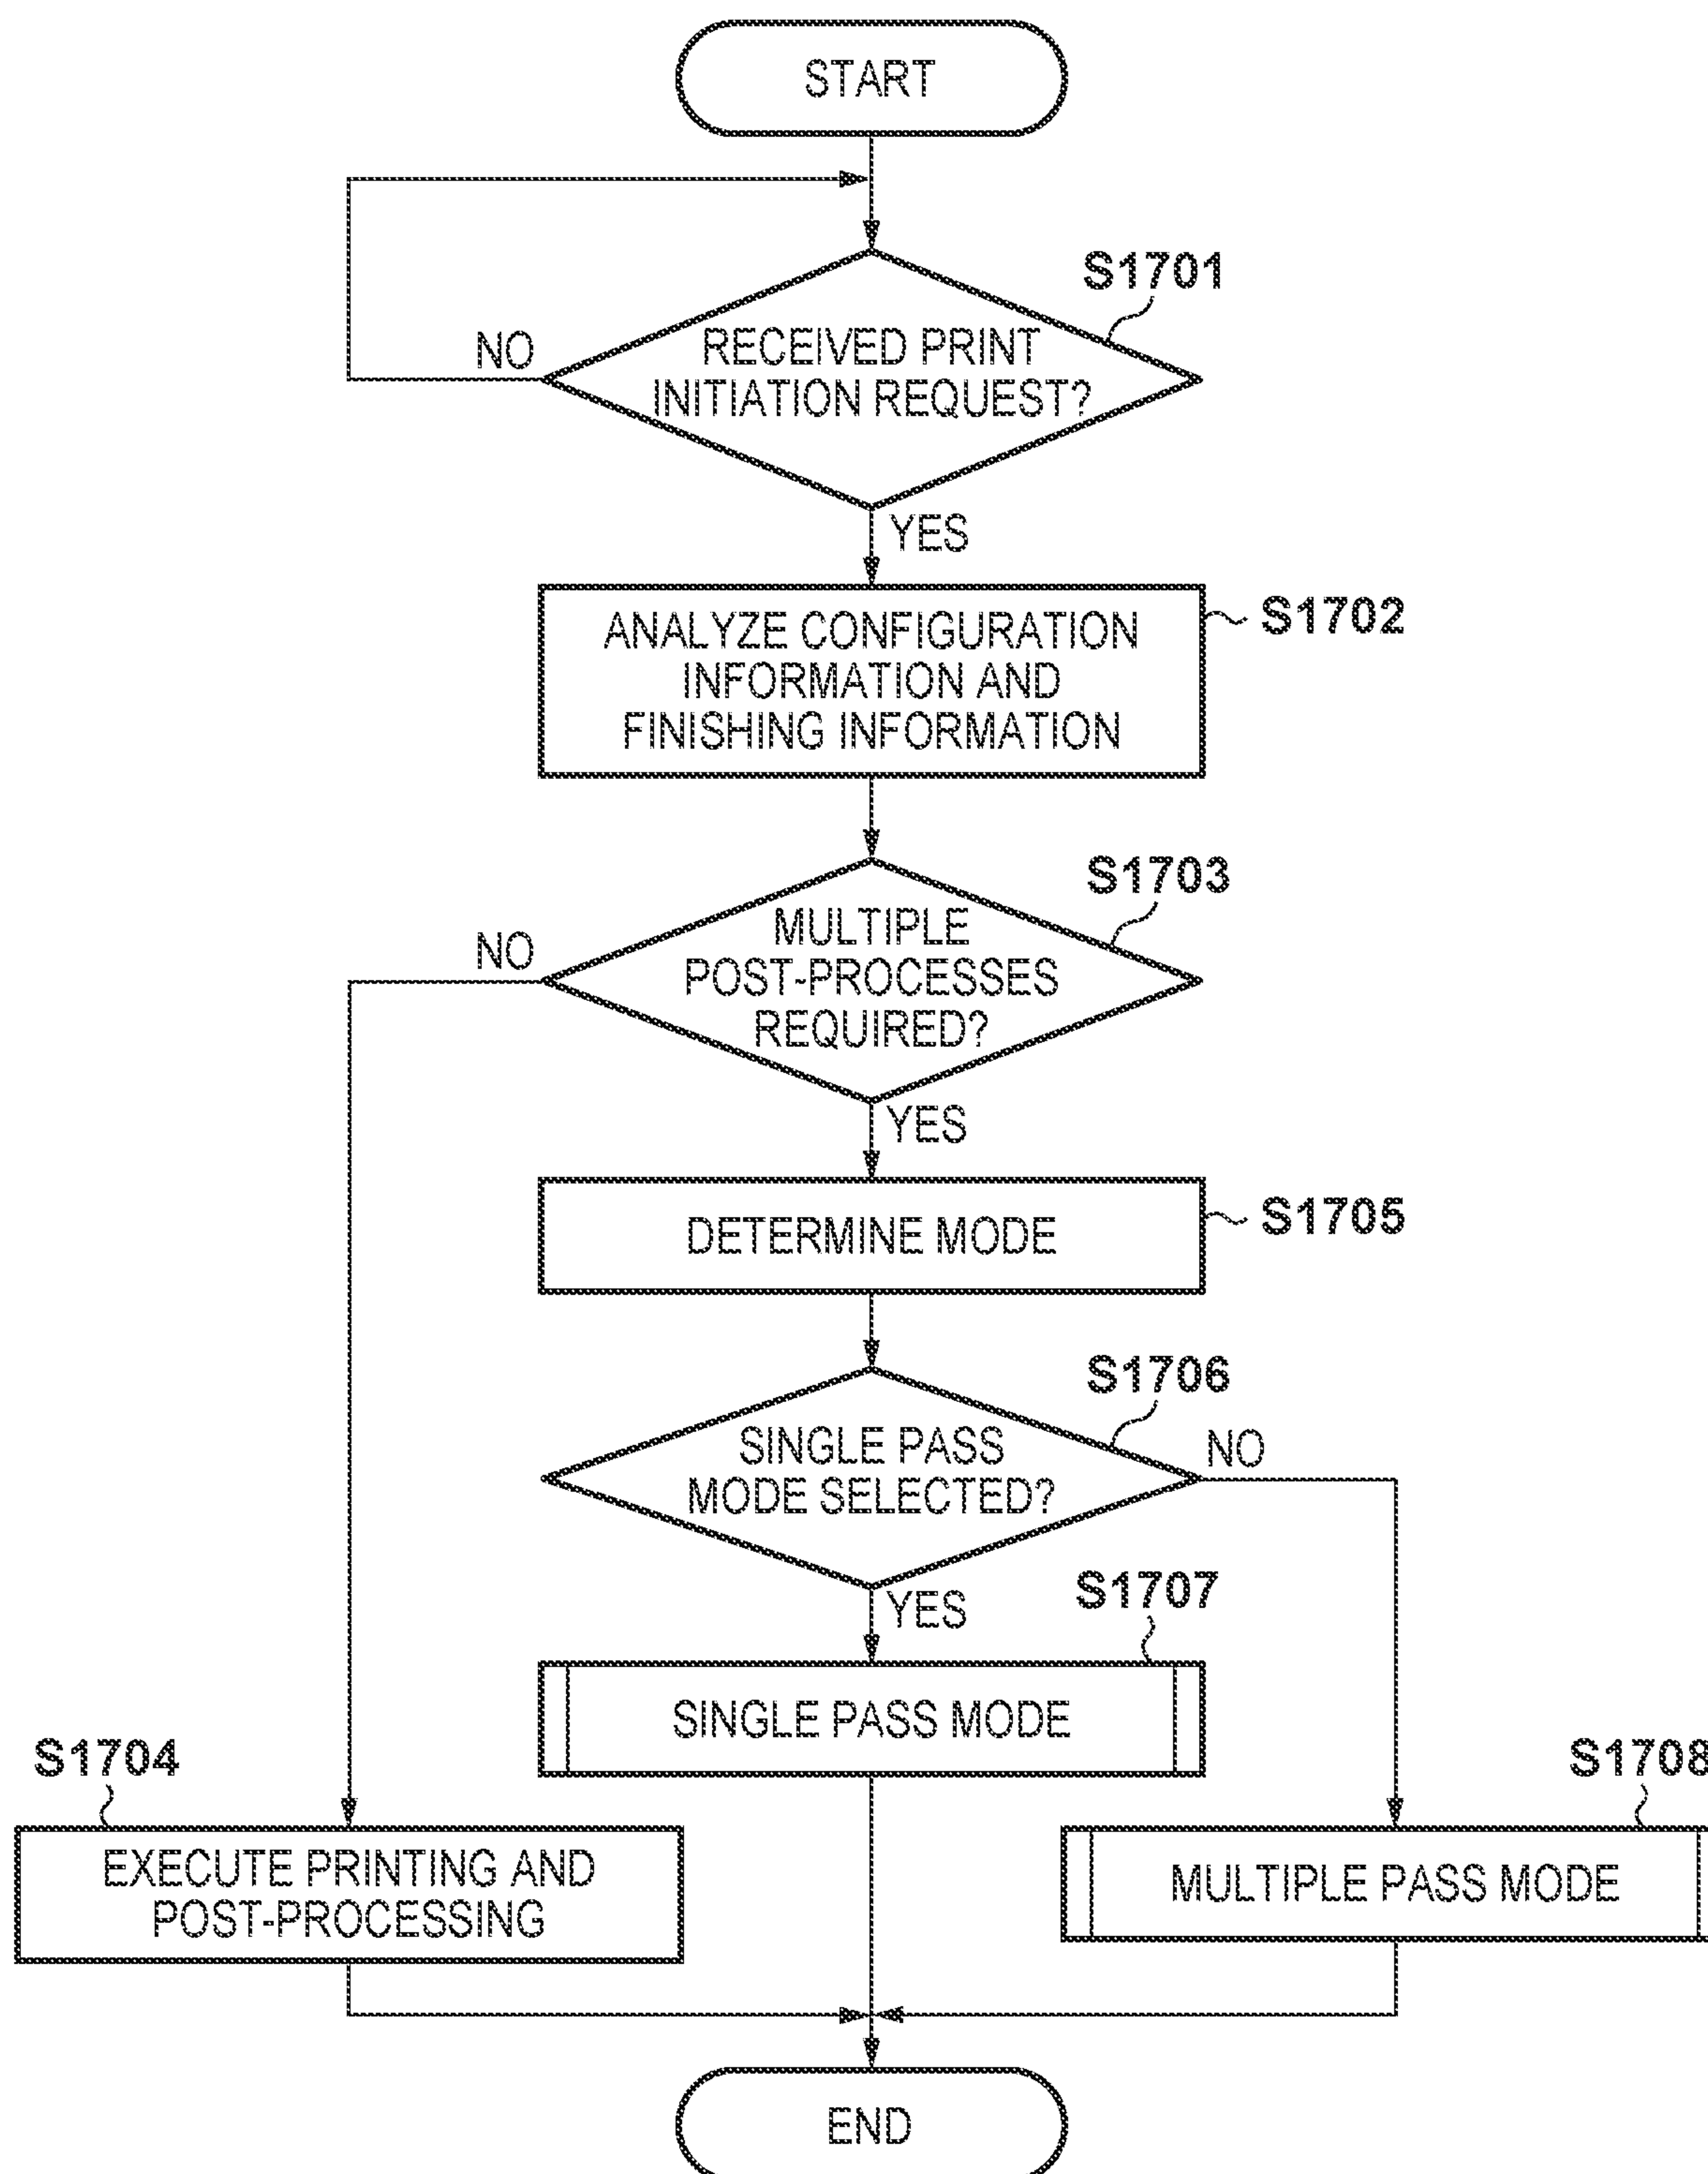 START
S1701
RECEIVED PRINT
INITIATION REQUEST?
NO
YES
ANALYZE CONFIGURATION
INFORMATION AND
FINISHING INFORMATION
S1702
S1703
MULTIPLE
POST-PROCESSES
REQUIRED?
NO
YES
DETERMINE MODE
S1705
S1706
SINGLE PASS
MODE SELECTED?
NO
YES
S1707
SINGLE PASS MODE
S1704
EXECUTE PRINTING AND
POST-PROCESSING
S1708
MULTIPLE PASS MODE
END